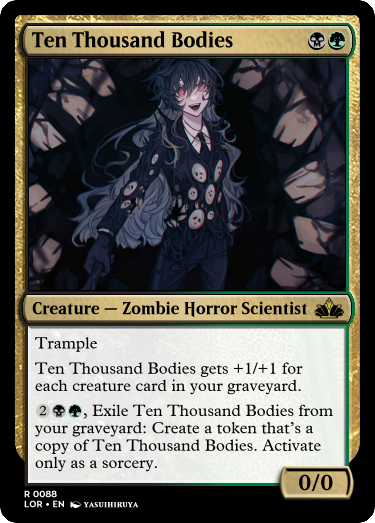 Ten Thousand Bodies
Creature — Zombie Horror Scientist
Trample
Ten Thousand Bodies gets +1/+1 for
each creature card in your graveyard.
2 , Exile Ten Thousand Bodies from
your graveyard: Create a token that's a
copy of Ten Thousand Bodies. Activate
only as a sorcery.
0/0
R 0088
LOR • EN YASUIHIRUYA